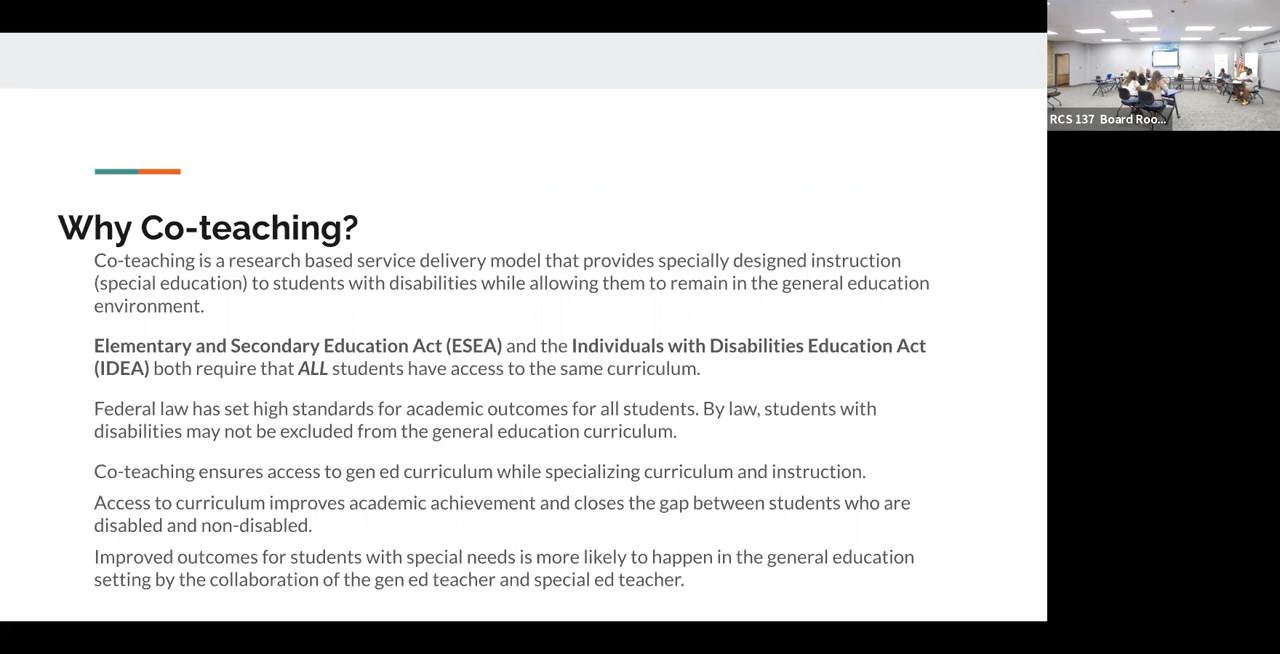 Why Co-teaching?
Co-teaching is a research based service delivery model that provides specially designed instruction
(special education) to students with disabilities while allowing them to remain in the general education
environment.
Elementary and Secondary Education Act (ESEA) and the Individuals with Disabilities Education Act
(IDEA) both require that ALL students have access to the same curriculum.
Federal law has set high standards for academic outcomes for all students. By law, students with
disabilities may not be excluded from the general education curriculum.
Co-teaching ensures access to gen ed curriculum while specializing curriculum and instruction.
Access to curriculum improves academic achievement and closes the gap between students who are
disabled and non-disabled.
Improved outcomes for students with special needs is more likely to happen in the general education
setting by the collaboration of the gen ed teacher and special ed teacher.
RCS 137 Board Roo...